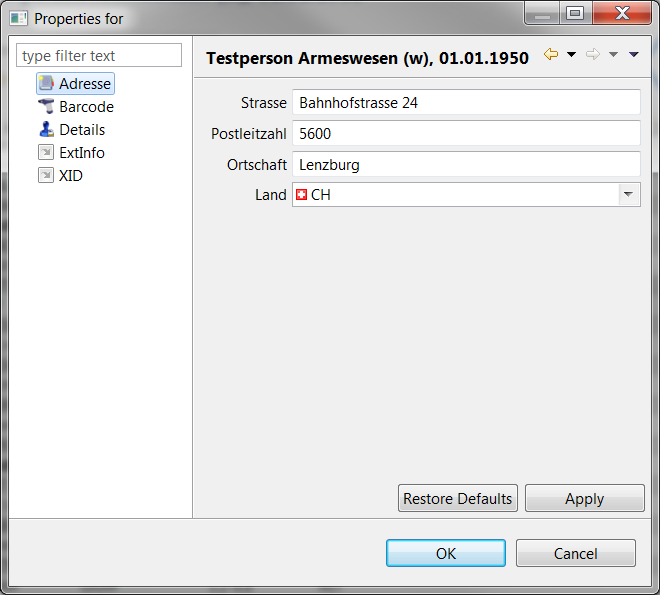 Properties for
type filter text
Adresse
Barcode
Details
ExtInfo
XID
Testperson Armeswesen (w), 01.01.1950
Strasse Bahnhofstrasse 24
Postleitzahl 5600
Ortschaft Lenzburg
Land CH
Restore Defaults Apply
OK Cancel